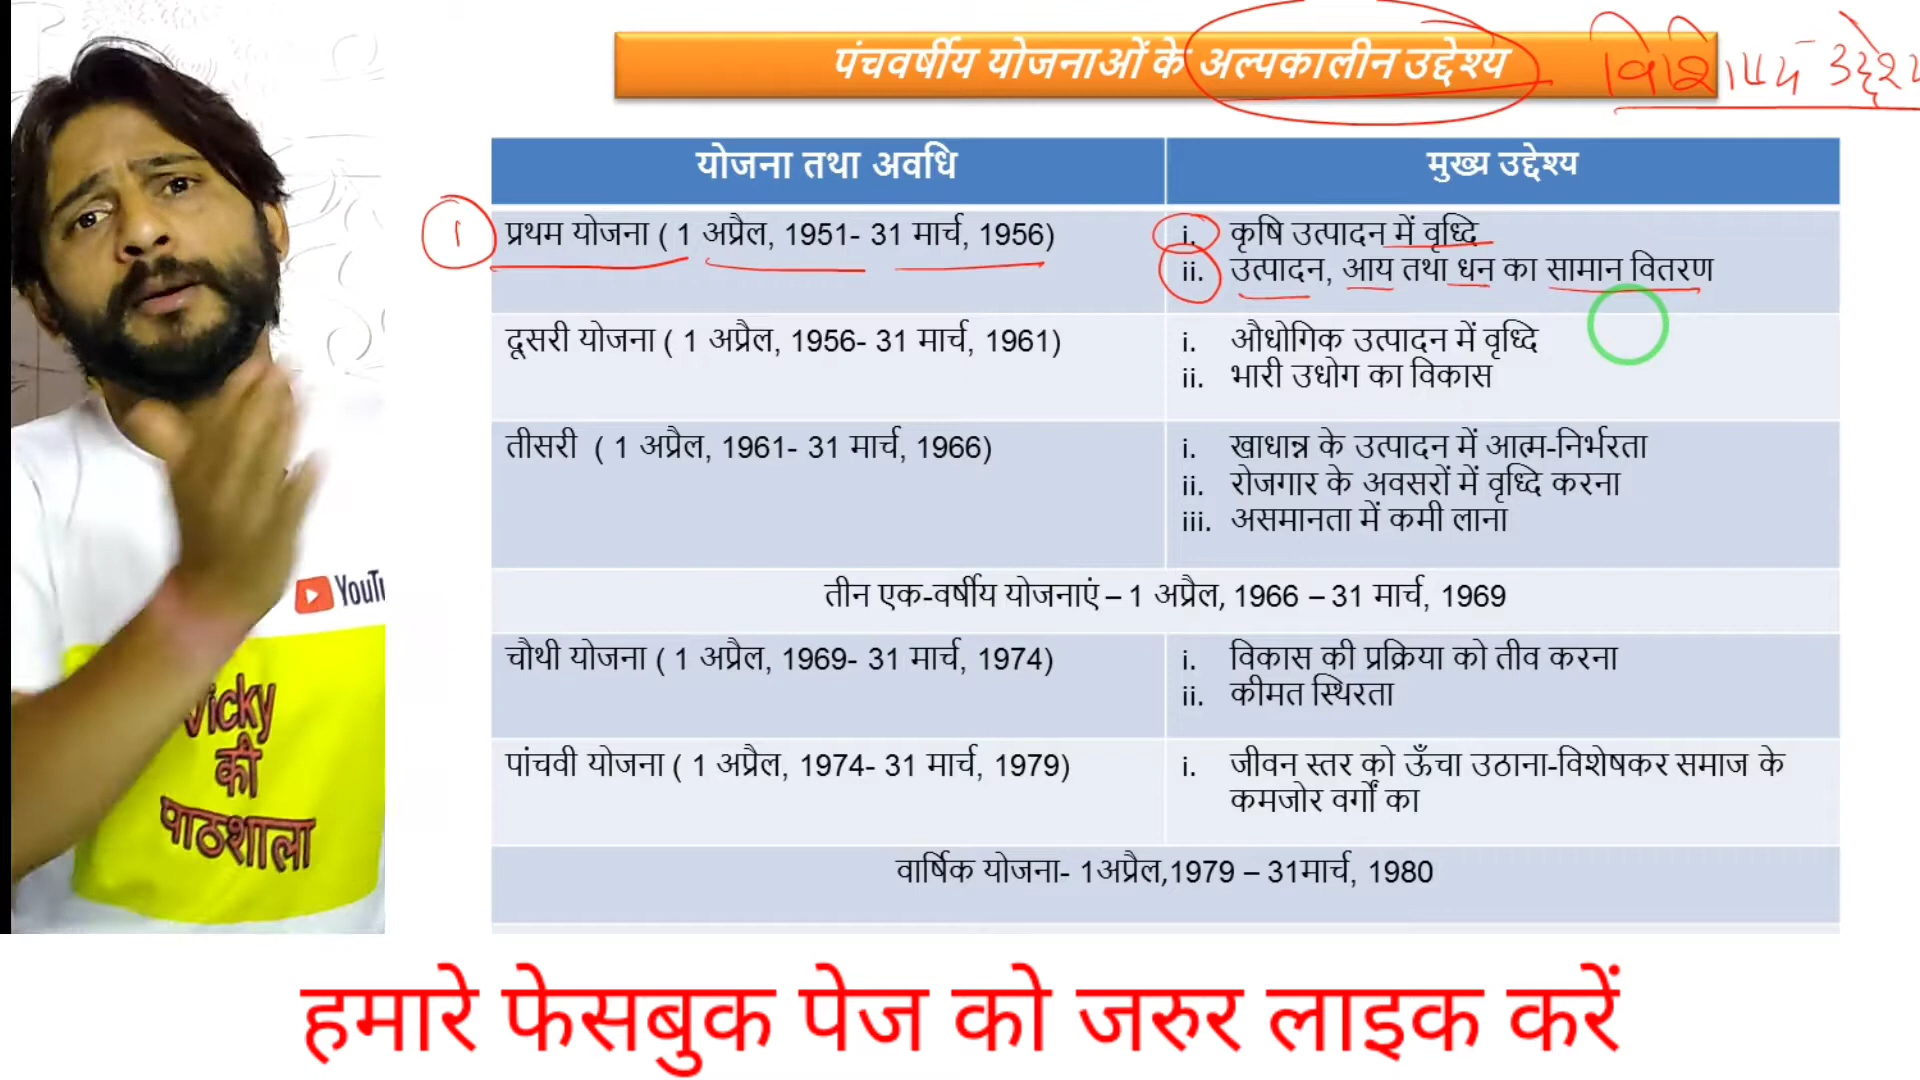 पंचवर्षीय योजनाओं के अल्पकालीन उद्देश्य
योजना तथा अवधि
मुख्य उद्देश्य
1
प्रथम योजना ( 1 अप्रैल, 1951- 31 मार्च, 1956)
i. कृषि उत्पादन में वृध्दि
ii. उत्पादन, आय तथा धन का सामान वितरण
दूसरी योजना ( 1 अप्रैल, 1956- 31 मार्च, 1961)
i. औधोगिक उत्पादन में वृध्दि
ii. भारी उधोग का विकास
तीसरी ( 1 अप्रैल, 1961- 31 मार्च, 1966)
i. खाधान्न के उत्पादन में आत्म-निर्भरता
ii. रोजगार के अवसरों में वृध्दि करना
iii. असमानता में कमी लाना
तीन एक-वर्षीय योजनाएं – 1 अप्रैल, 1966 – 31 मार्च, 1969
चौथी योजना ( 1 अप्रैल, 1969- 31 मार्च, 1974)
i. विकास की प्रक्रिया को तीव करना
ii. कीमत स्थिरता
पांचवी योजना ( 1 अप्रैल, 1974- 31 मार्च, 1979)
i. जीवन स्तर को ऊँचा उठाना-विशेषकर समाज के
कमजोर वर्गों का
वार्षिक योजना- 1अप्रैल,1979 – 31मार्च, 1980
YouTu
Vicky
की
पाठशाला
हमारे फेसबुक पेज को जरुर लाइक करें